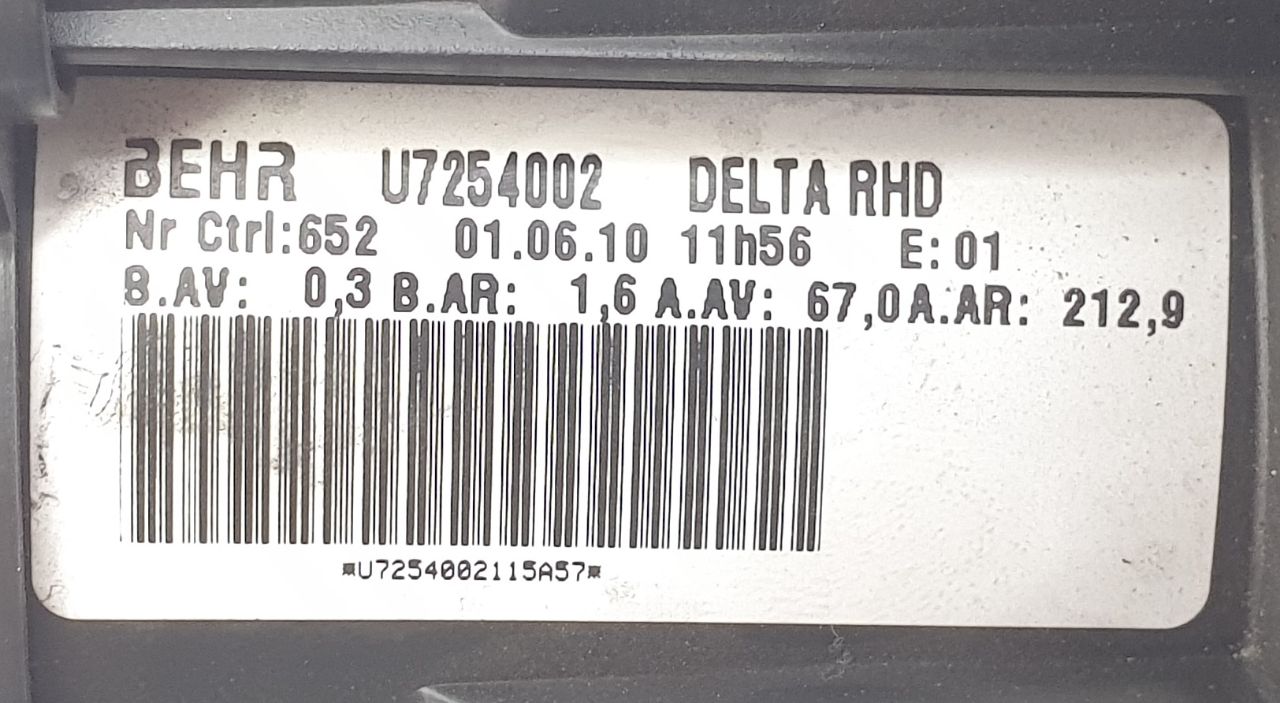 BEHR U7254002 DELTA RHD
Nr Ctrl:652 01.06.10 11h56 E:01
B.AV: 0,3 B.AR: 1,6 A.AV: 67,0 A.AR: 212,9
*U7254002115A57*